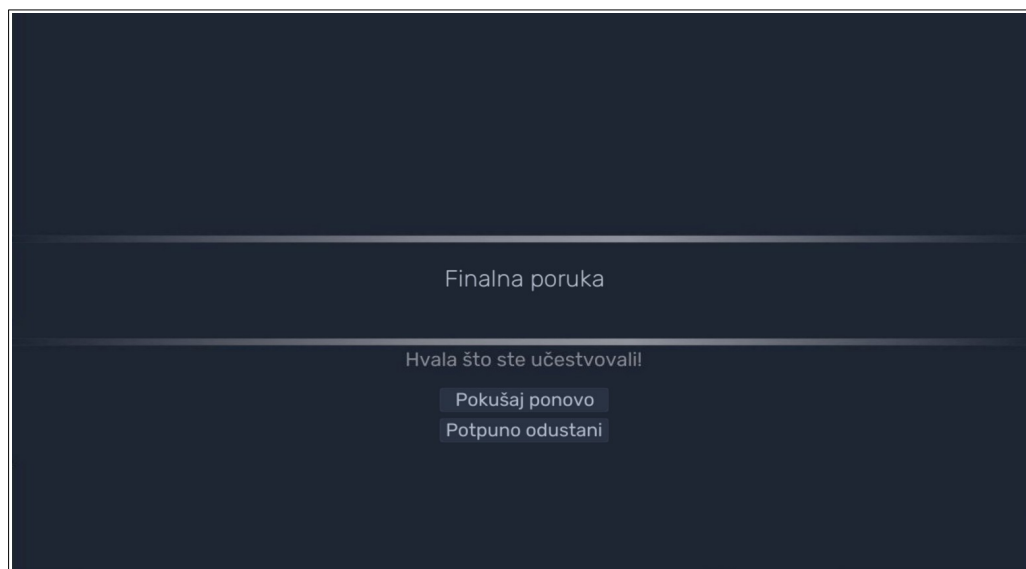 Finalna poruka
Hvala što ste učestvovali!
Pokušaj ponovo
Potpuno odustani